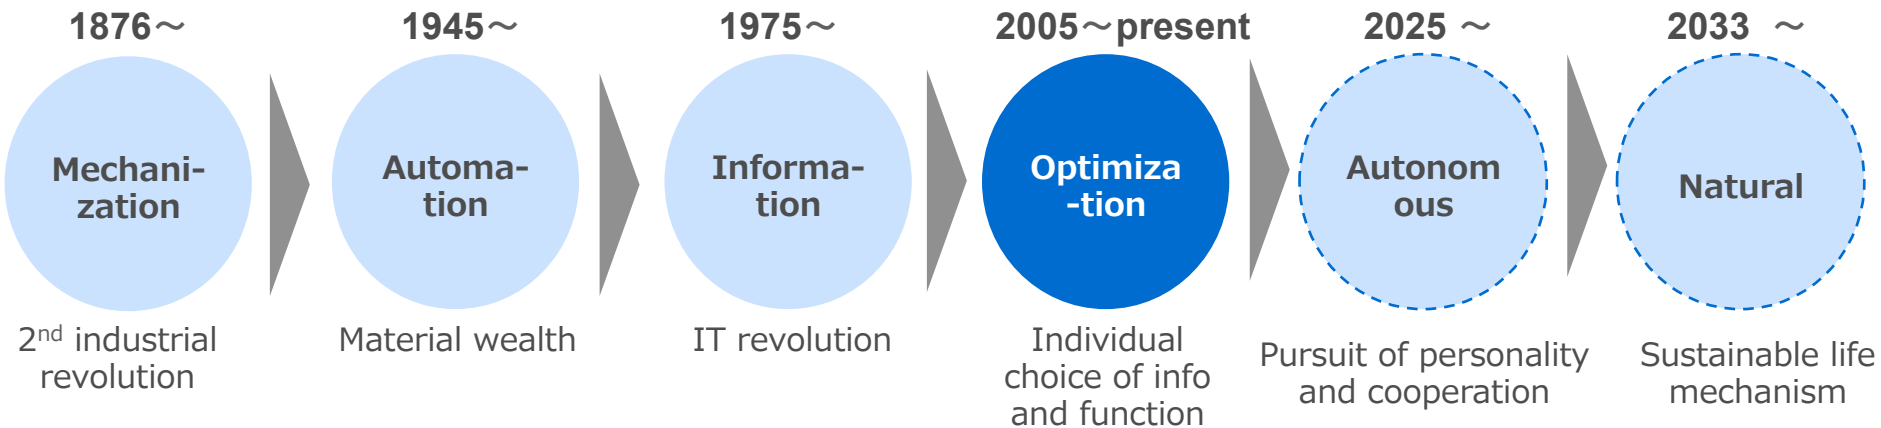 1876～
1945～
1975～
2005～present
2025 ～
2033 ～
Mechani-
zation
Automa-
tion
Informa-
tion
Optimiza
-tion
Autonom
ous
Natural
2nd industrial
revolution
Material wealth
IT revolution
Individual
choice of info
and function
Pursuit of personality
and cooperation
Sustainable life
mechanism